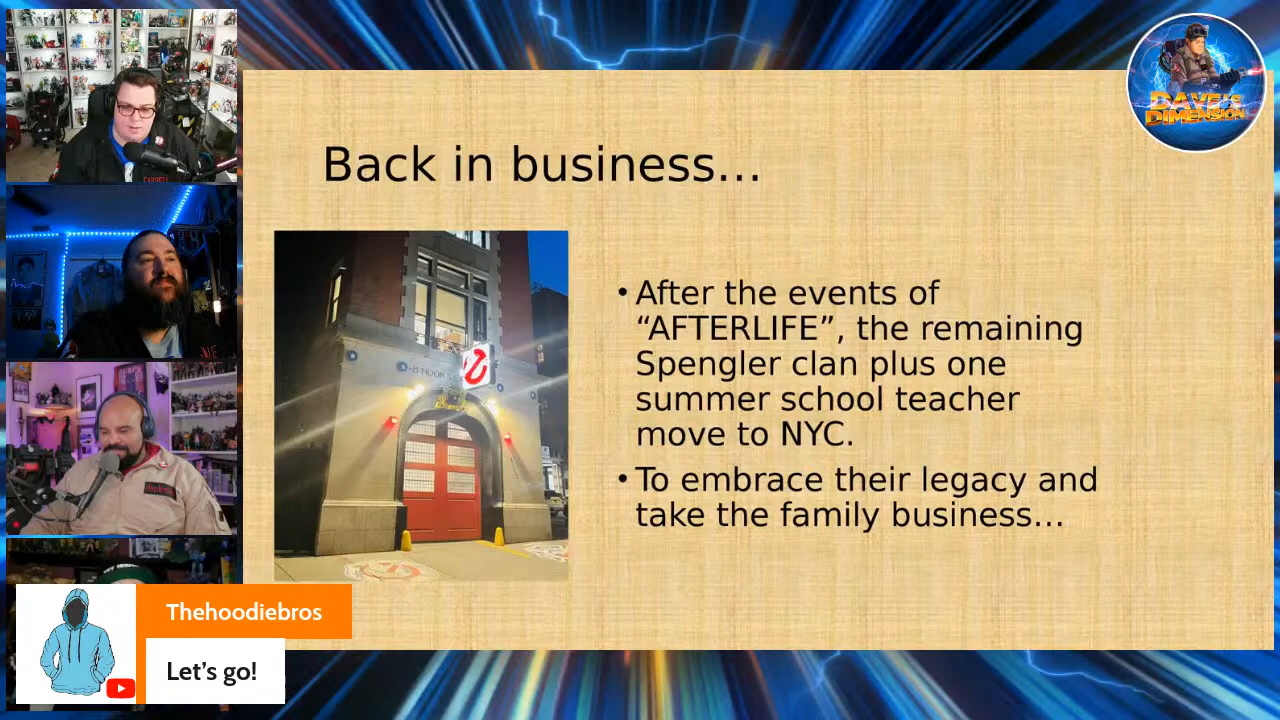 DAVE'S
DIMENSION
Back in business...
• After the events of
“AFTERLIFE”, the remaining
Spengler clan plus one
summer school teacher
move to NYC.
• To embrace their legacy and
take the family business...
Thehoodiebros
Let’s go!